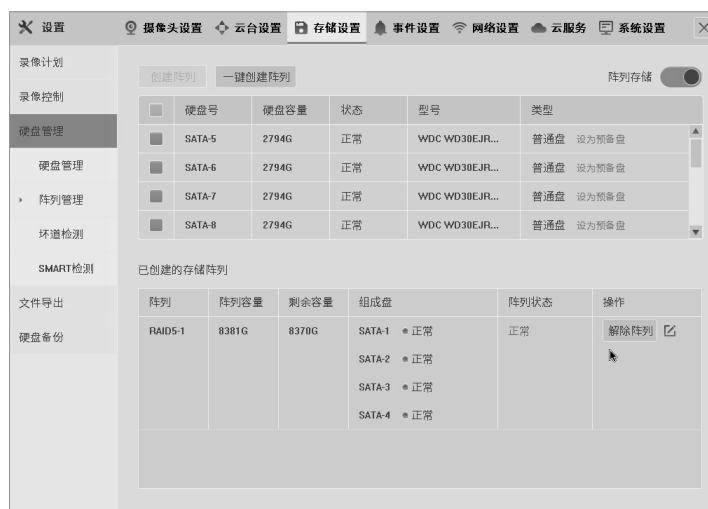 设置 摄像头设置 云台设置 存储设置 事件设置 网络设置 云服务 系统设置
录像计划
录像控制
硬盘管理
硬盘管理
阵列管理
坏道检测
SMART检测
文件导出
硬盘备份
创建阵列 一键创建阵列 阵列存储
硬盘号 硬盘容量 状态 型号 类型
SATA-5 2794G 正常 WDC WD30EJR... 普通盘 设为预备盘
SATA-6 2794G 正常 WDC WD30EJR... 普通盘 设为预备盘
SATA-7 2794G 正常 WDC WD30EJR... 普通盘 设为预备盘
SATA-8 2794G 正常 WDC WD30EJR... 普通盘 设为预备盘
已创建的存储阵列
阵列 阵列容量 剩余容量 组成盘 阵列状态 操作
RAID5-1 8381G 8370G SATA-1 正常 正常 解除阵列
SATA-2 正常
SATA-3 正常
SATA-4 正常